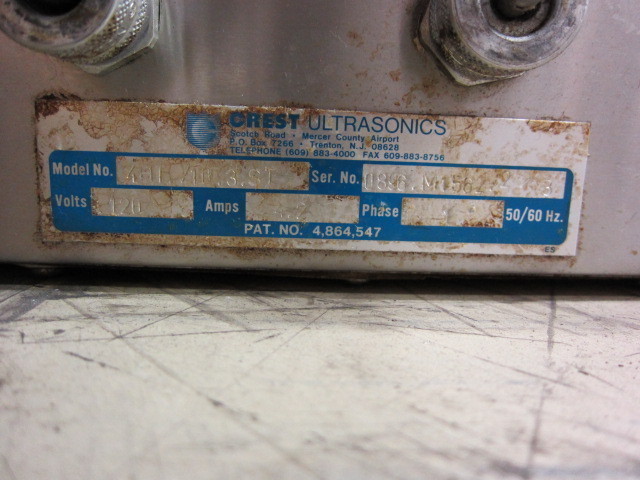 CREST ULTRASONICS
Scotch Road • Mercer County Airport
P.O. Box 7266 • Trenton, N.J. 08628
TELEPHONE (609) 883-4000 FAX 609-883-8756
Model No. Ser. No.
Volts 120 Amps Phase 50/60 Hz.
PAT. NO. 4,864,547